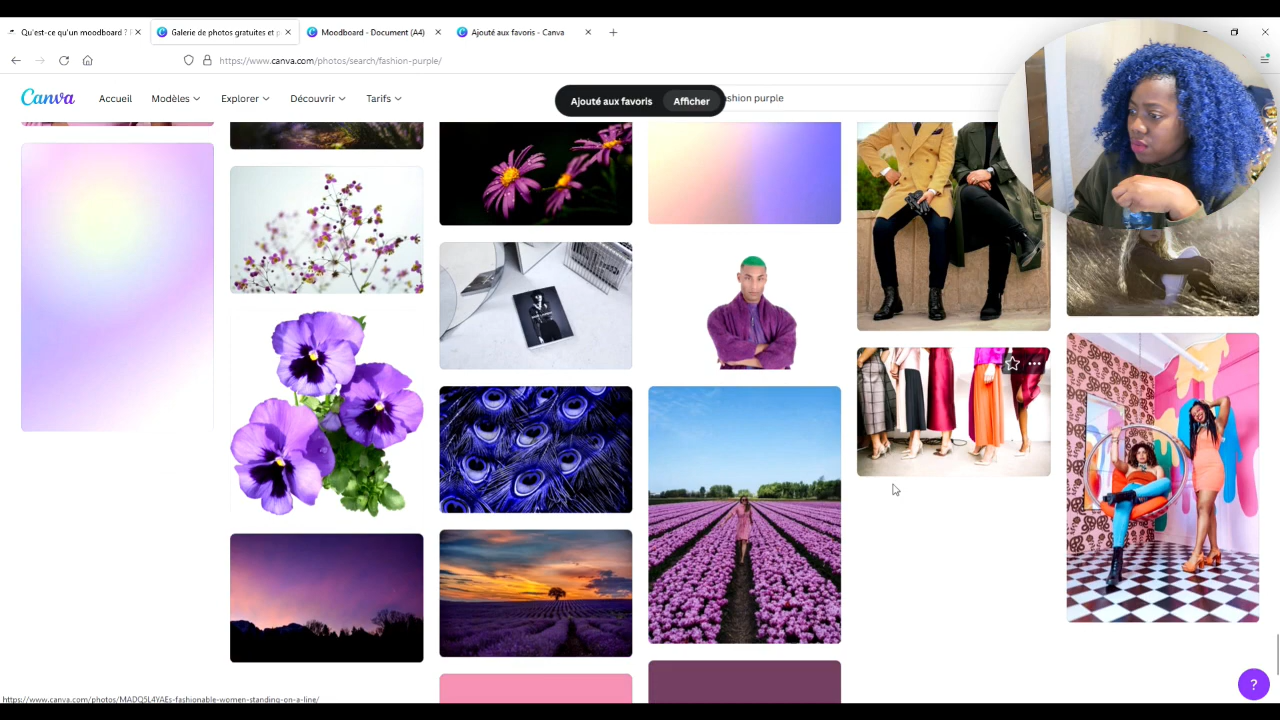 Qu'est-ce qu'un moodboard ?
Galerie de photos gratuites et p
Moodboard - Document (A4)
Ajouté aux favoris - Canva
https://www.canva.com/photos/search/fashion-purple/
Canva
Accueil
Modèles
Explorer
Découvrir
Tarifs
Ajouté aux favoris
Afficher
shion purple
https://www.canva.com/photos/MADQ5L4YAEs-fashionable-women-standing-on-a-line/
?